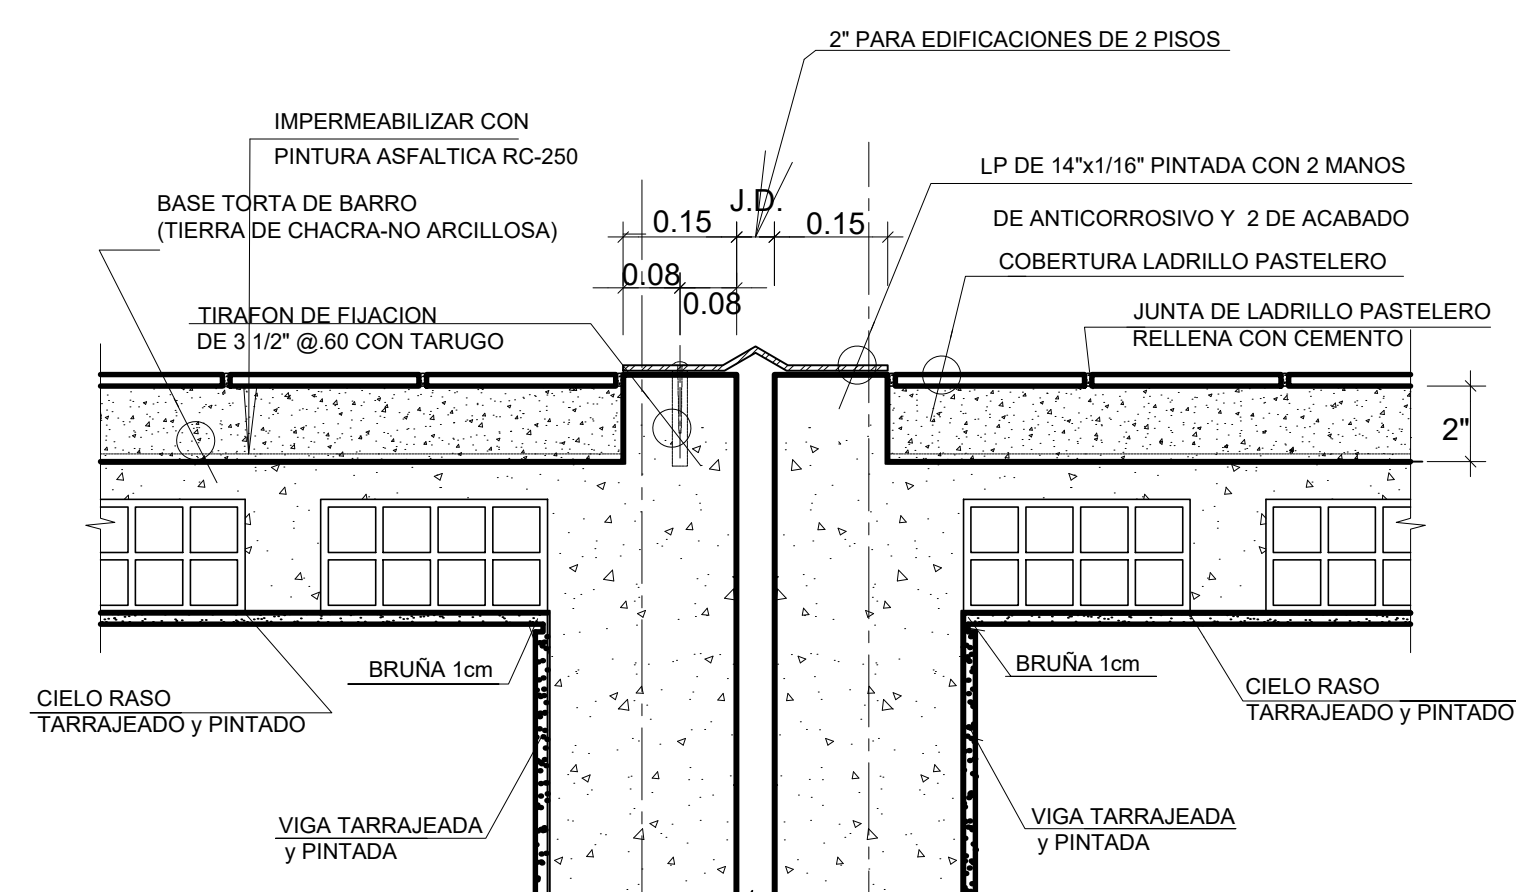 2" PARA EDIFICACIONES DE 2 PISOS
IMPERMEABILIZAR CON
PINTURA ASFALTICA RC-250
LP DE 14"x1/16" PINTADA CON 2 MANOS
DE ANTICORROSIVO Y 2 DE ACABADO
BASE TORTA DE BARRO
(TIERRA DE CHACRA-NO ARCILLOSA)
J.D.
0.15
0.15
COBERTURA LADRILLO PASTELERO
0.08
0.08
TIRAFON DE FIJACION
DE 3 1/2" @.60 CON TARUGO
JUNTA DE LADRILLO PASTELERO
RELLENA CON CEMENTO
2"
BRUÑA 1cm
BRUÑA 1cm
CIELO RASO
TARRAJEADO y PINTADO
CIELO RASO
TARRAJEADO y PINTADO
VIGA TARRAJEADA
y PINTADA
VIGA TARRAJEADA
y PINTADA